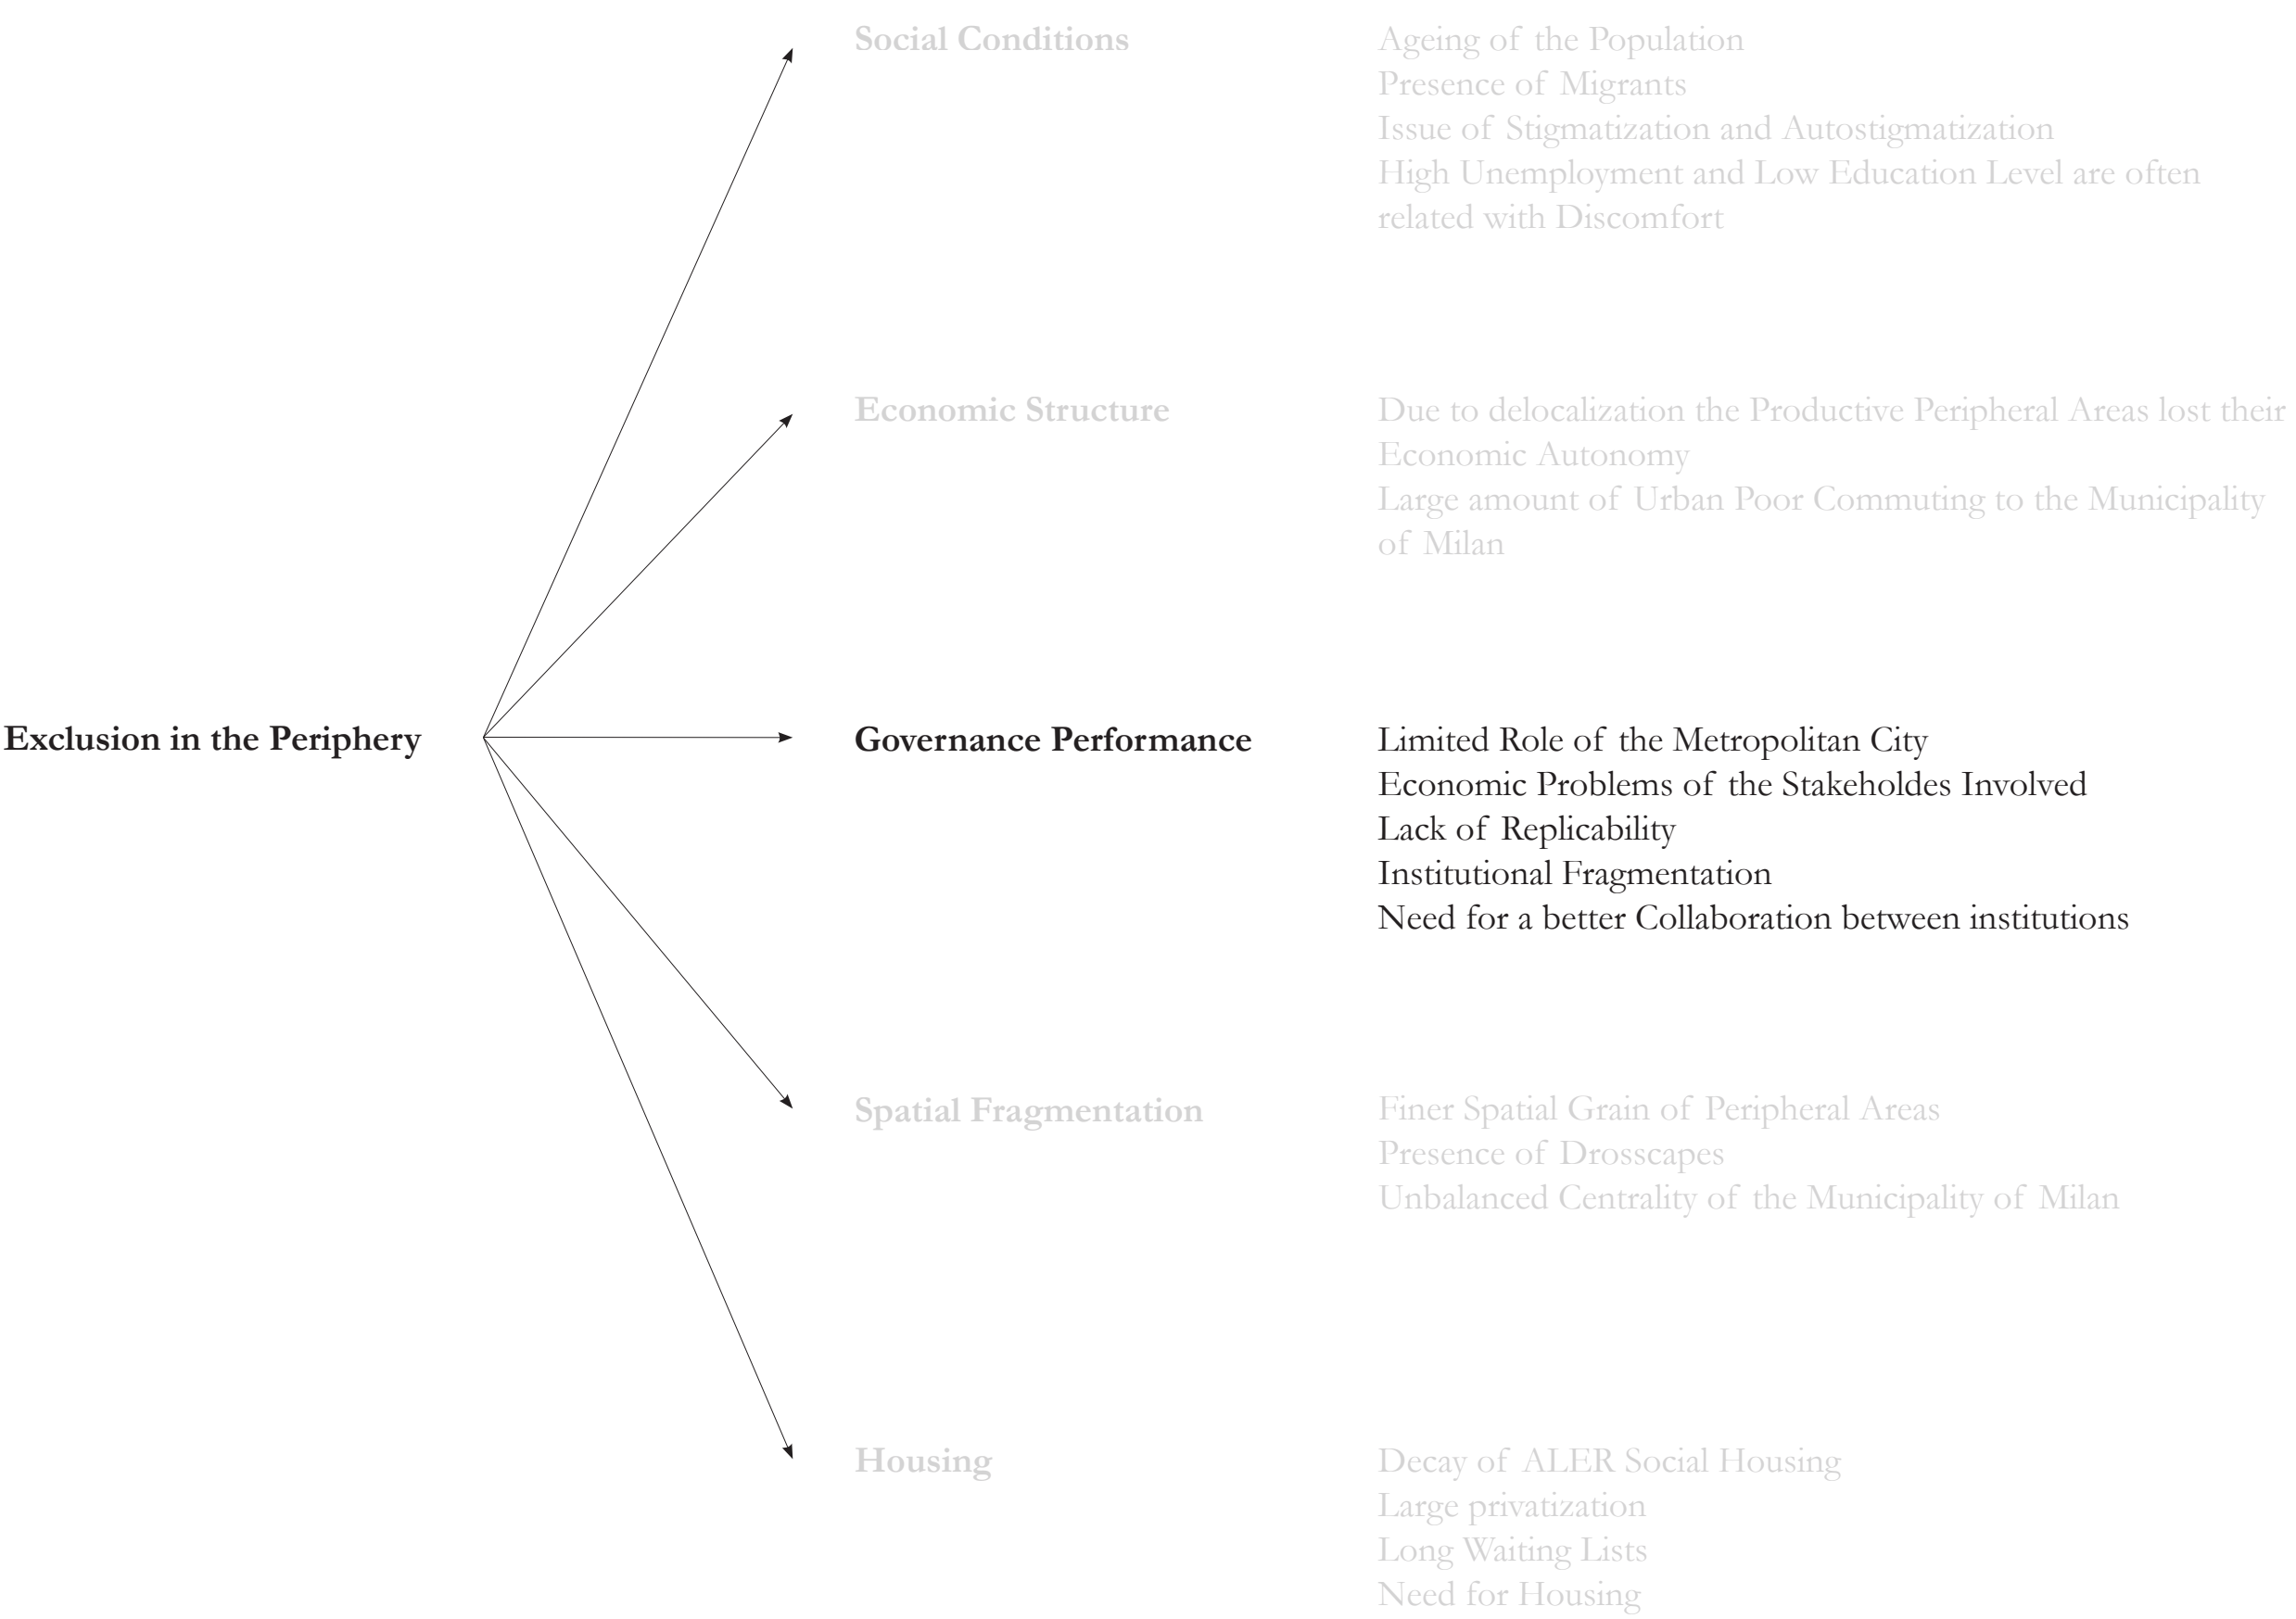 Social Conditions
Ageing of the Population
Presence of Migrants
Issue of Stigmatization and Autostigmatization
High Unemployment and Low Education Level are often
related with Discomfort
Economic Structure
Due to delocalization the Productive Peripheral Areas lost their
Economic Autonomy
Large amount of Urban Poor Commuting to the Municipality
of Milan
Exclusion in the Periphery
Governance Performance
Limited Role of the Metropolitan City
Economic Problems of the Stakeholdes Involved
Lack of Replicability
Institutional Fragmentation
Need for a better Collaboration between institutions
Spatial Fragmentation
Finer Spatial Grain of Peripheral Areas
Presence of Drosscapes
Unbalanced Centrality of the Municipality of Milan
Housing
Decay of ALER Social Housing
Large privatization
Long Waiting Lists
Need for Housing